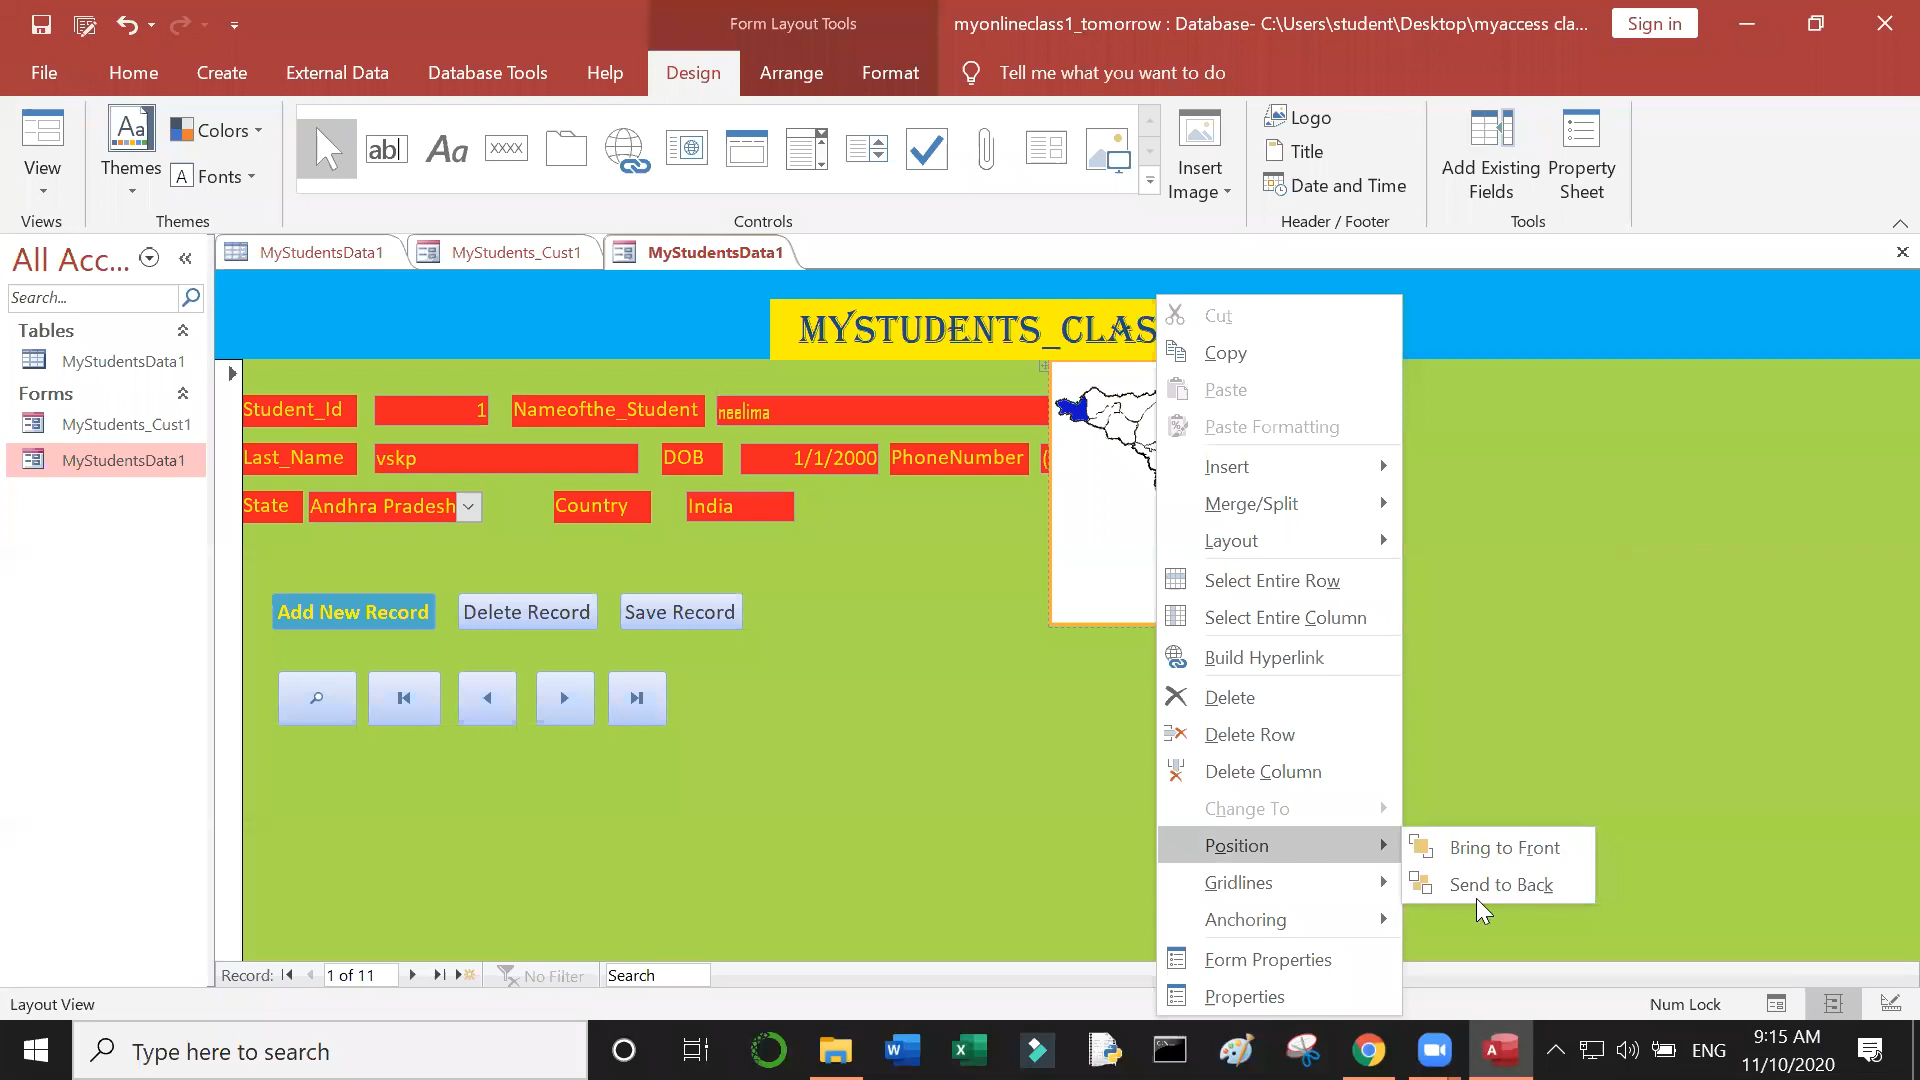 Form Layout Tools
myonlineclass1_tomorrow : Database- C:\Users\student\Desktop\myaccess cla...
Sign in
File
Home
Create
External Data
Database Tools
Help
Design
Arrange
Format
Tell me what you want to do
View
Aa
Themes
Colors
A Fonts
ab|
Aa
XXXX
Insert Image
Logo
Title
Date and Time
Add Existing Fields
Property Sheet
Views
Themes
Controls
Header / Footer
Tools
All Acc...
MyStudentsData1
MyStudents_Cust1
MyStudentsData1
Search...
Tables
MyStudentsData1
Forms
MyStudents_Cust1
MyStudentsData1
MYSTUDENTS_CLAS
Student_Id
1
Nameofthe_Student
neelima
Last_Name
vskp
DOB
1/1/2000
PhoneNumber
(
State
Andhra Pradesh
Country
India
Add New Record
Delete Record
Save Record
Cut
Copy
Paste
Paste Formatting
Insert
Merge/Split
Layout
Select Entire Row
Select Entire Column
Build Hyperlink
Delete
Delete Row
Delete Column
Change To
Position
Gridlines
Anchoring
Form Properties
Properties
Bring to Front
Send to Back
Record:
1 of 11
No Filter
Search
Layout View
Num Lock
Type here to search
W
X
C:\
A
ENG
9:15 AM
11/10/2020